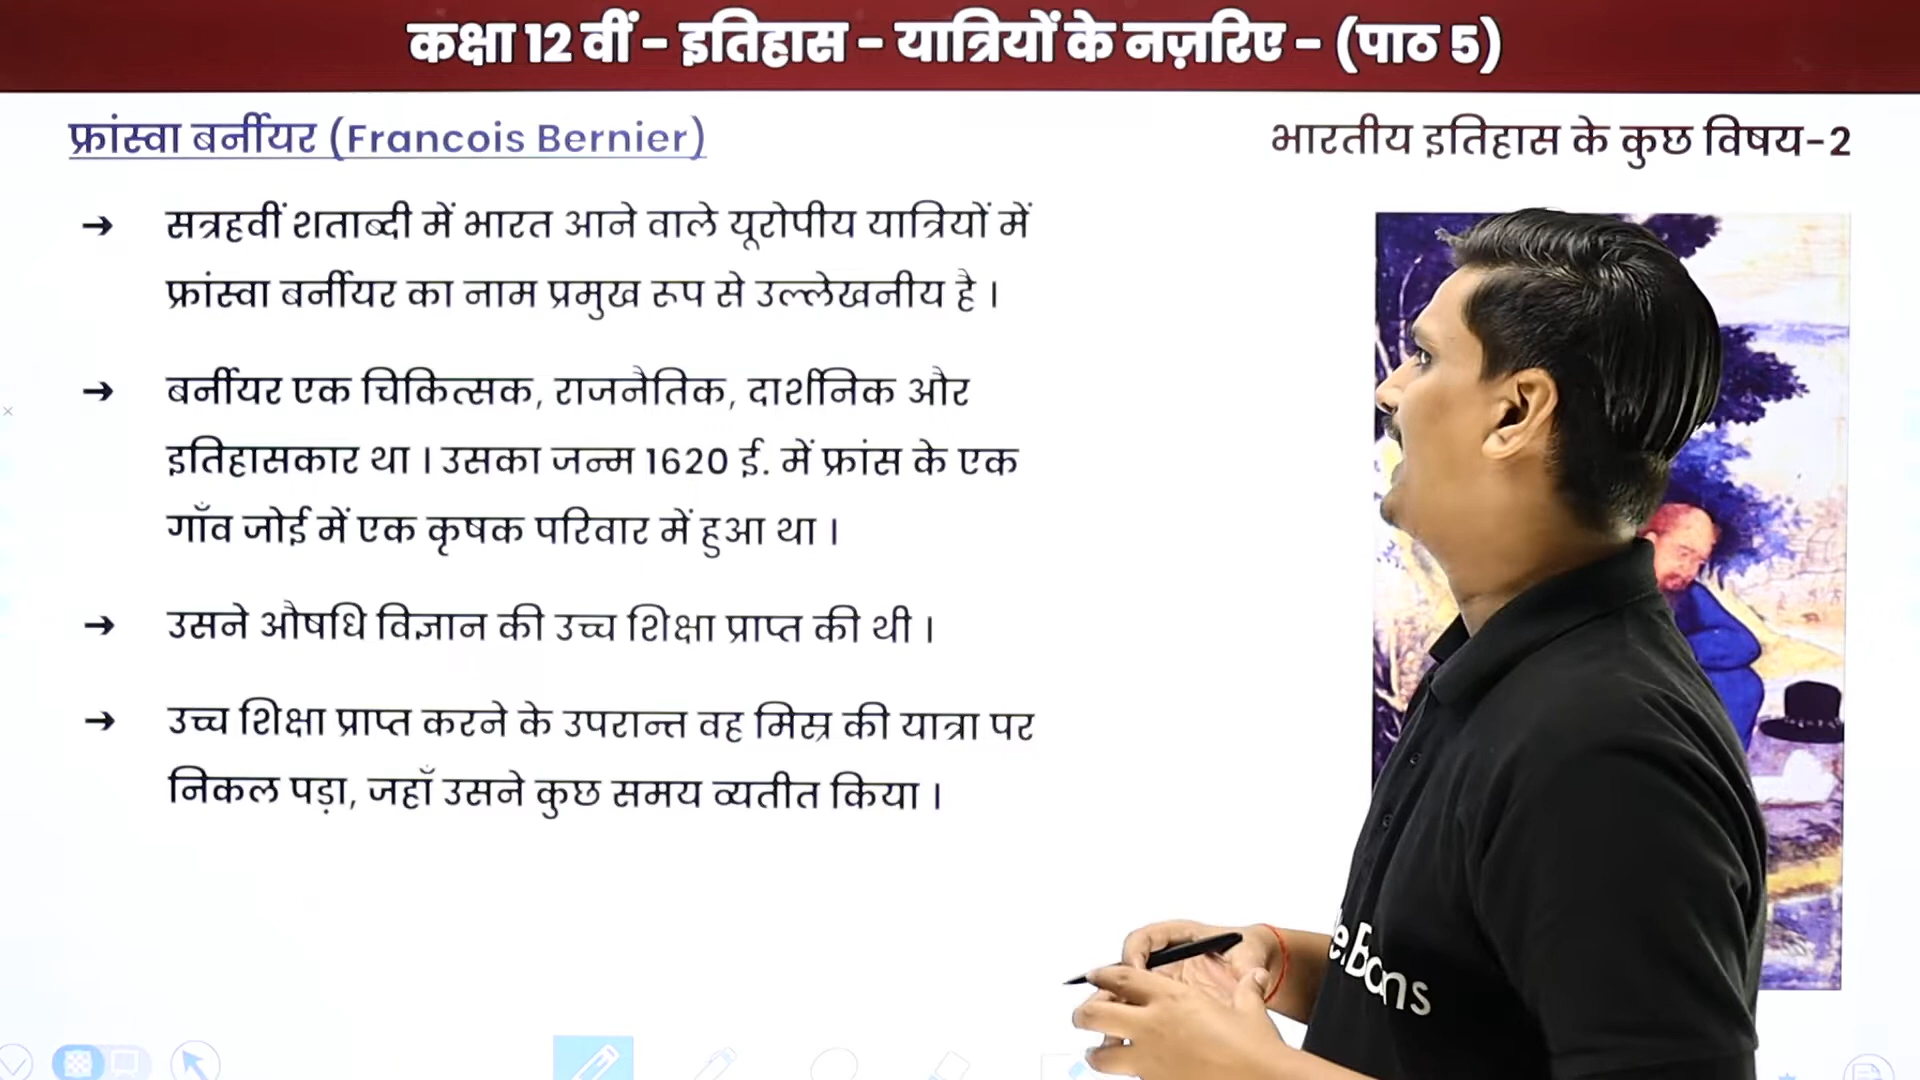 कक्षा 12 वीं - इतिहास - यात्रियों के नज़रिए - (पाठ 5)
फ्रांस्वा बर्नीयर (Francois Bernier)
भारतीय इतिहास के कुछ विषय-2
→ सत्रहवीं शताब्दी में भारत आने वाले यूरोपीय यात्रियों में
फ्रांस्वा बर्नीयर का नाम प्रमुख रूप से उल्लेखनीय है ।
→ बर्नीयर एक चिकित्सक, राजनैतिक, दार्शनिक और
इतिहासकार था । उसका जन्म 1620 ई. में फ्रांस के एक
गाँव जोई में एक कृषक परिवार में हुआ था ।
→ उसने औषधि विज्ञान की उच्च शिक्षा प्राप्त की थी ।
→ उच्च शिक्षा प्राप्त करने के उपरान्त वह मिस्र की यात्रा पर
निकल पड़ा, जहाँ उसने कुछ समय व्यतीत किया ।